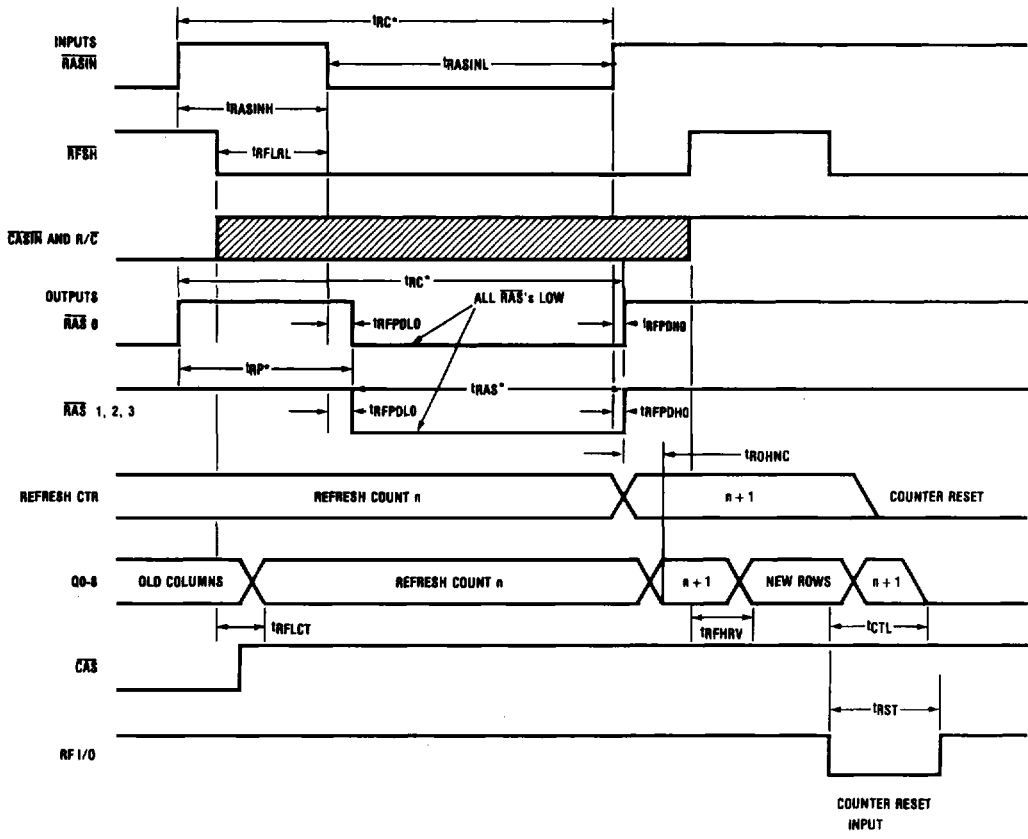 tRC*
INPUTS
RASIN
tRASINL
tRASINH
RFSH
tRFLRL
CASIN AND R/C
tRC*
OUTPUTS
ALL RAS's LOW
RAS 0
tRFPDL0
tRFPDH0
tRP*
tRAS*
RAS 1, 2, 3
tRFPDL0
tRFPDH0
tROHNC
REFRESH CTR
REFRESH COUNT n
n + 1
COUNTER RESET
Q0-8
OLD COLUMNS
REFRESH COUNT n
n + 1
NEW ROWS
n + 1
tRFLCT
tRFHRV
tCTL
CAS
tRST
RF I/O
COUNTER RESET
INPUT